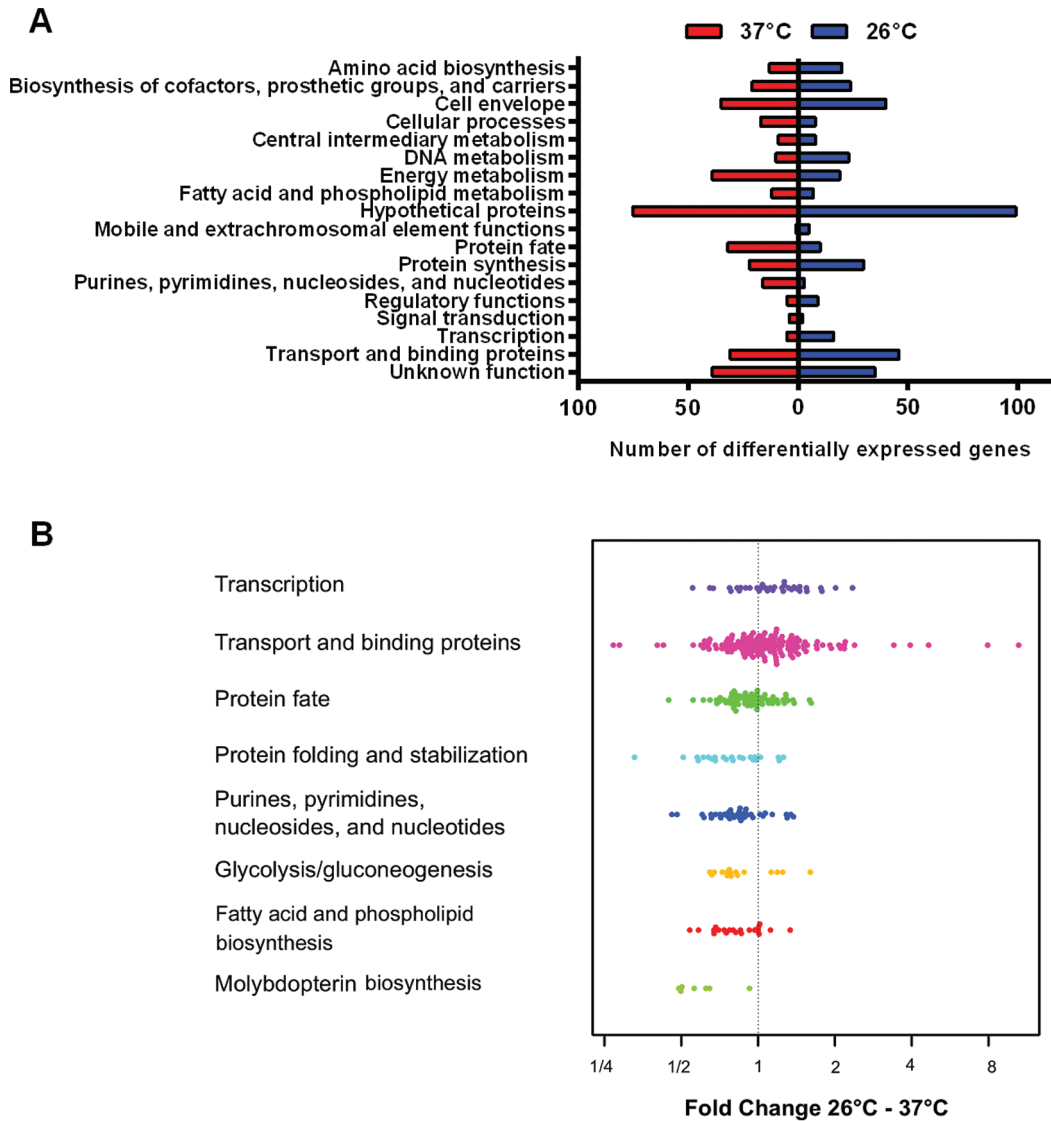 A
37°C 26°C
Amino acid biosynthesis
Biosynthesis of cofactors, prosthetic groups, and carriers
Cell envelope
Cellular processes
Central intermediary metabolism
DNA metabolism
Energy metabolism
Fatty acid and phospholipid metabolism
Hypothetical proteins
Mobile and extrachromosomal element functions
Protein fate
Protein synthesis
Purines, pyrimidines, nucleosides, and nucleotides
Regulatory functions
Signal transduction
Transcription
Transport and binding proteins
Unknown function
100 50 0 50 100
Number of differentially expressed genes
B
Transcription
Transport and binding proteins
Protein fate
Protein folding and stabilization
Purines, pyrimidines,
nucleosides, and nucleotides
Glycolysis/gluconeogenesis
Fatty acid and phospholipid
biosynthesis
Molybdopterin biosynthesis
1/4 1/2 1 2 4 8
Fold Change 26°C - 37°C